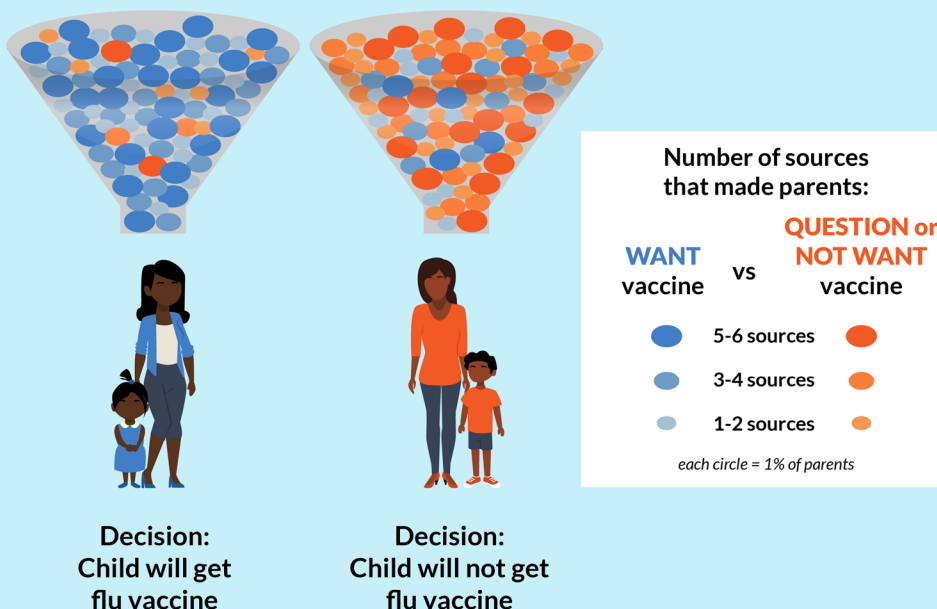 Number of sources
that made parents:
WANT
vaccine
vs
QUESTION or
NOT WANT
vaccine
5-6 sources
3-4 sources
1-2 sources
each circle = 1% of parents
Decision:
Child will get
flu vaccine
Decision:
Child will not get
flu vaccine